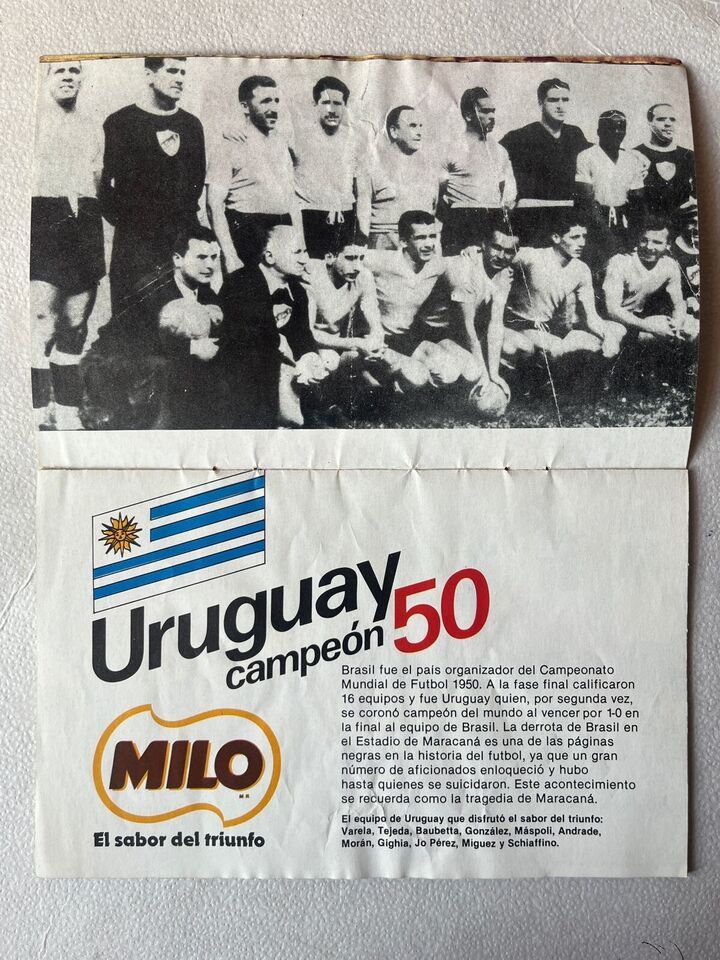 Uruguay
campeón 50
Brasil fue el país organizador del Campeonato
Mundial de Futbol 1950. A la fase final calificaron
16 equipos y fue Uruguay quien, por segunda vez,
se coronó campeón del mundo al vencer por 1-0 en
la final al equipo de Brasil. La derrota de Brasil en
el Estadio de Maracaná es una de las páginas
negras en la historia del futbol, ya que un gran
número de aficionados enloqueció y hubo
hasta quienes se suicidaron. Este acontecimiento
se recuerda como la tragedia de Maracaná.
El equipo de Uruguay que disfrutó el sabor del triunfo:
Varela, Tejeda, Baubetta, González, Máspoli, Andrade,
Morán, Gighia, Jo Pérez, Miguez y Schiaffino.
MILO
M.R.
El sabor del triunfo